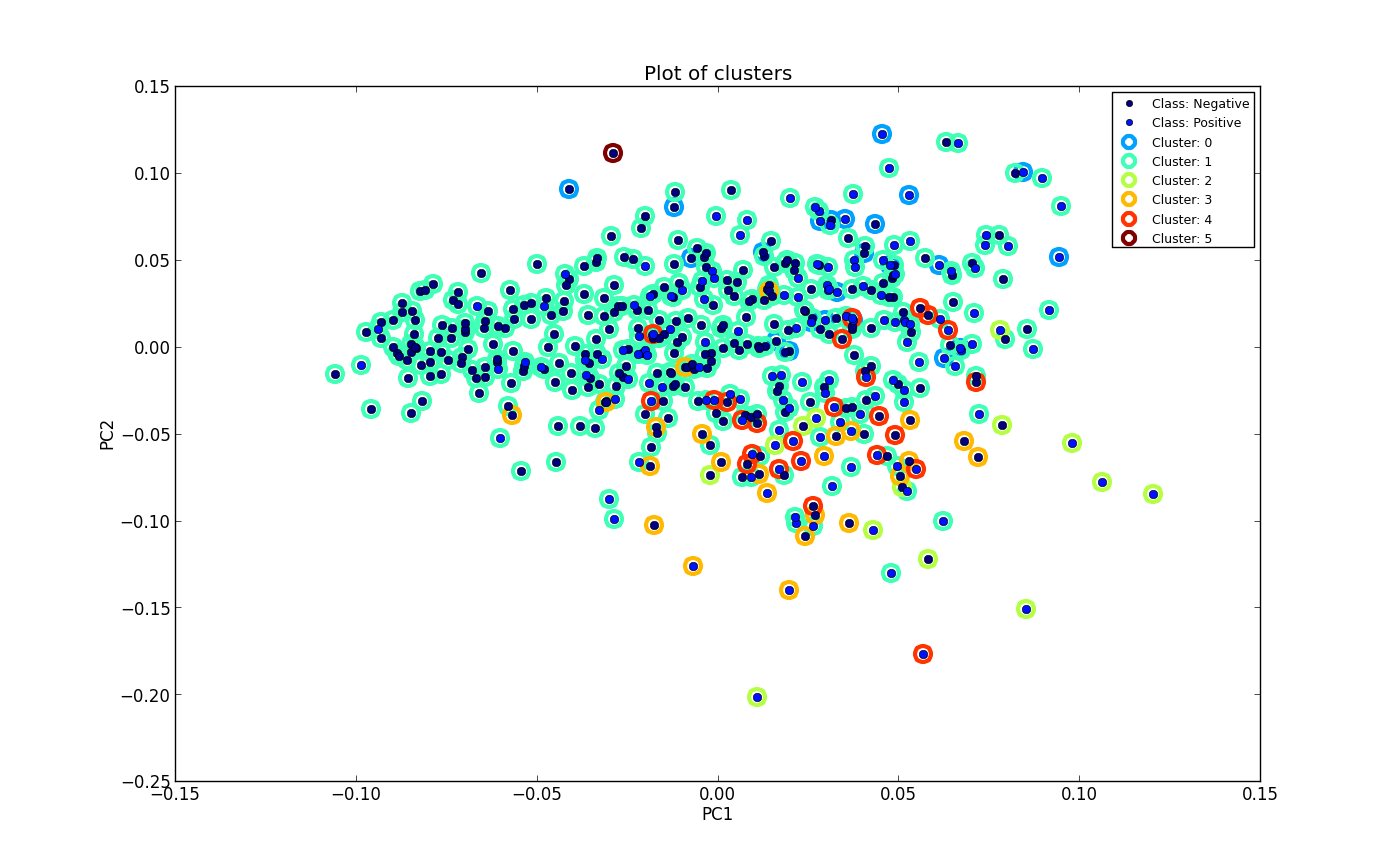 Plot of clusters
0.15
0.10
0.05
0.00
−0.05
−0.10
−0.15
−0.20
−0.25
PC2
−0.15
−0.10
−0.05
0.00
0.05
0.10
0.15
PC1
Class: Negative
Class: Positive
Cluster: 0
Cluster: 1
Cluster: 2
Cluster: 3
Cluster: 4
Cluster: 5